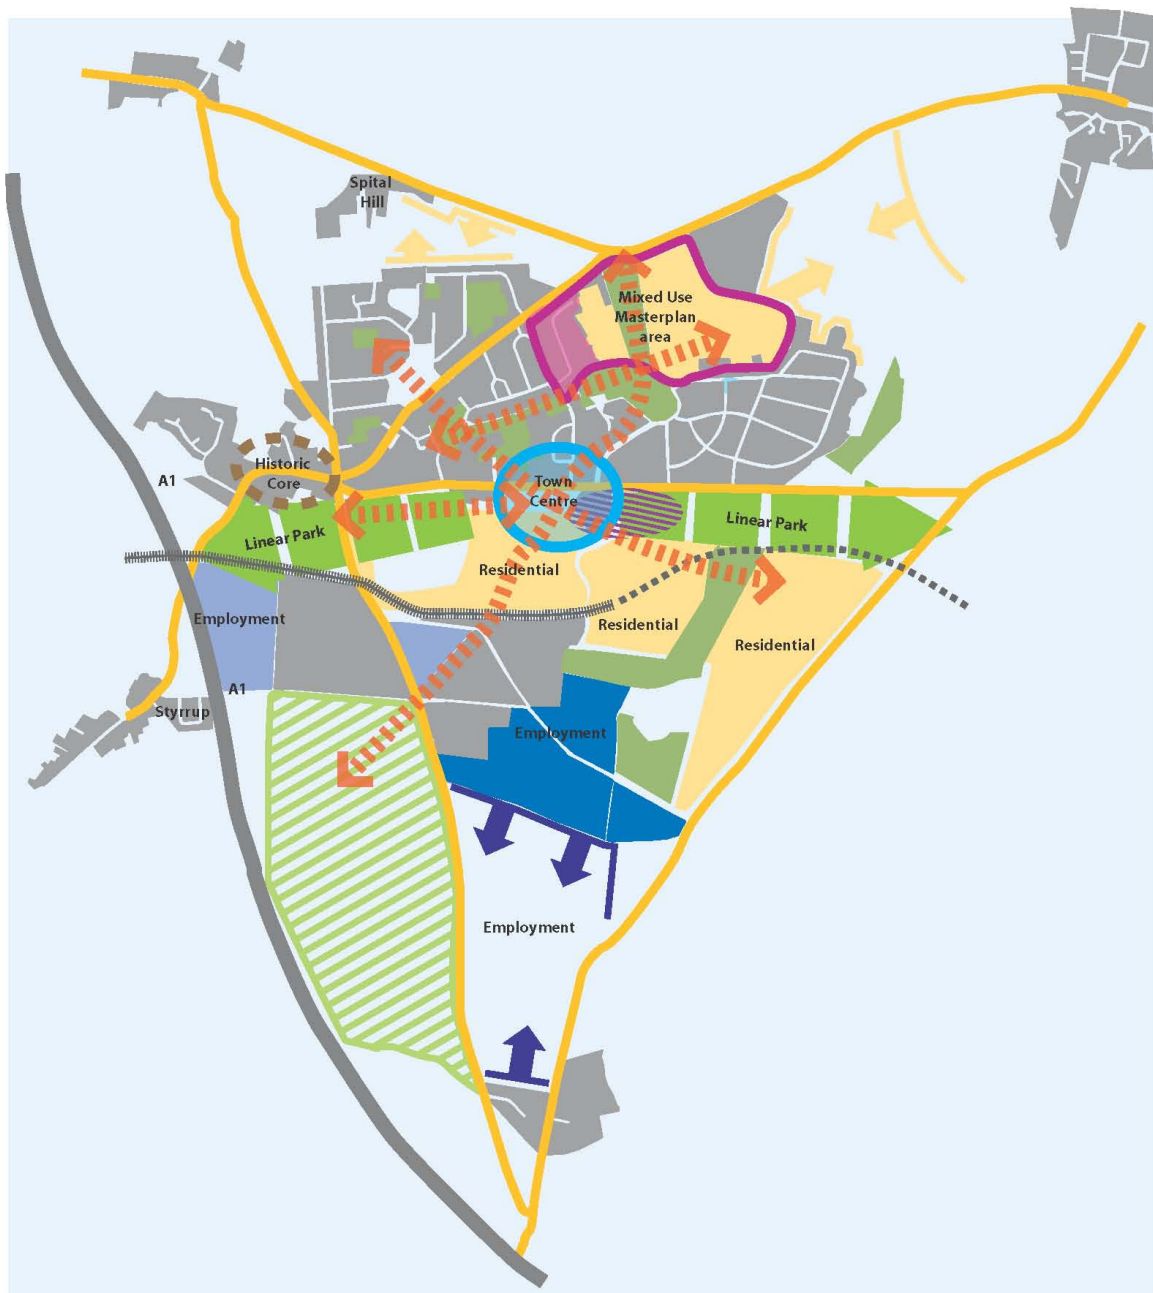 Spital
Hill
Mixed Use
Masterplan
area
Historic
Core
A1
Town
Centre
Linear Park
Linear Park
Residential
Employment
Residential
Residential
A1
Styrrup
Employment
Employment